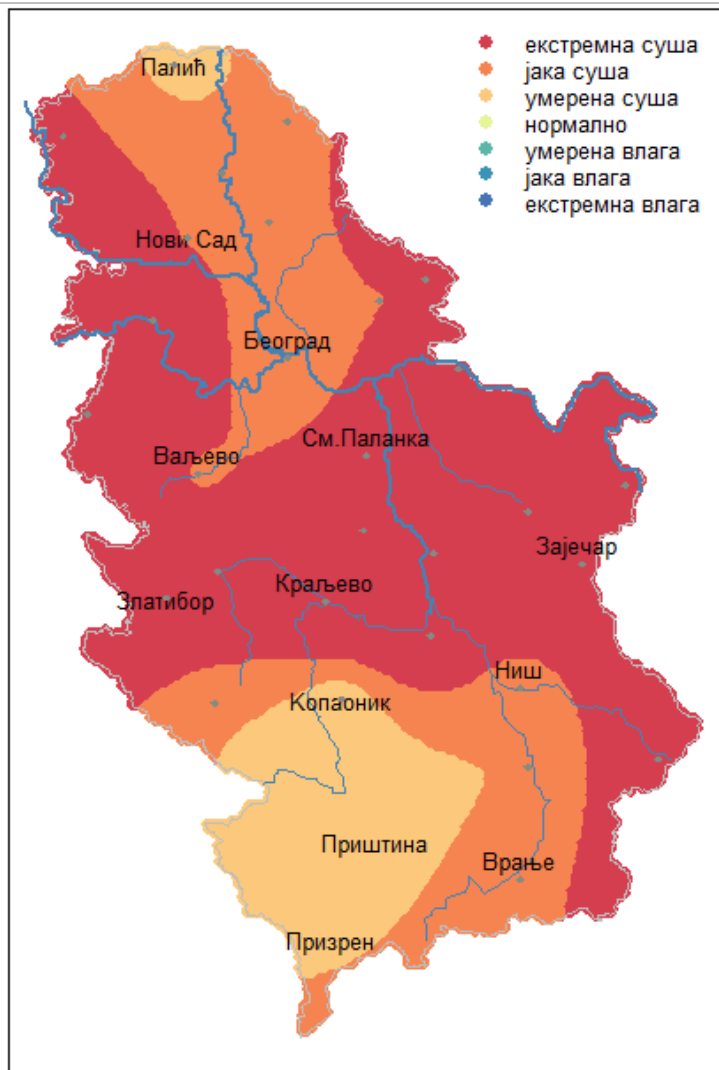 екстремна суша
јака суша
умерена суша
нормално
умерена влага
јака влага
екстремна влага
Палић
Нови Сад
Београд
См.Паланка
Ваљево
Зајечар
Краљево
Златибор
Ниш
Копаоник
Приштина
Врање
Призрен